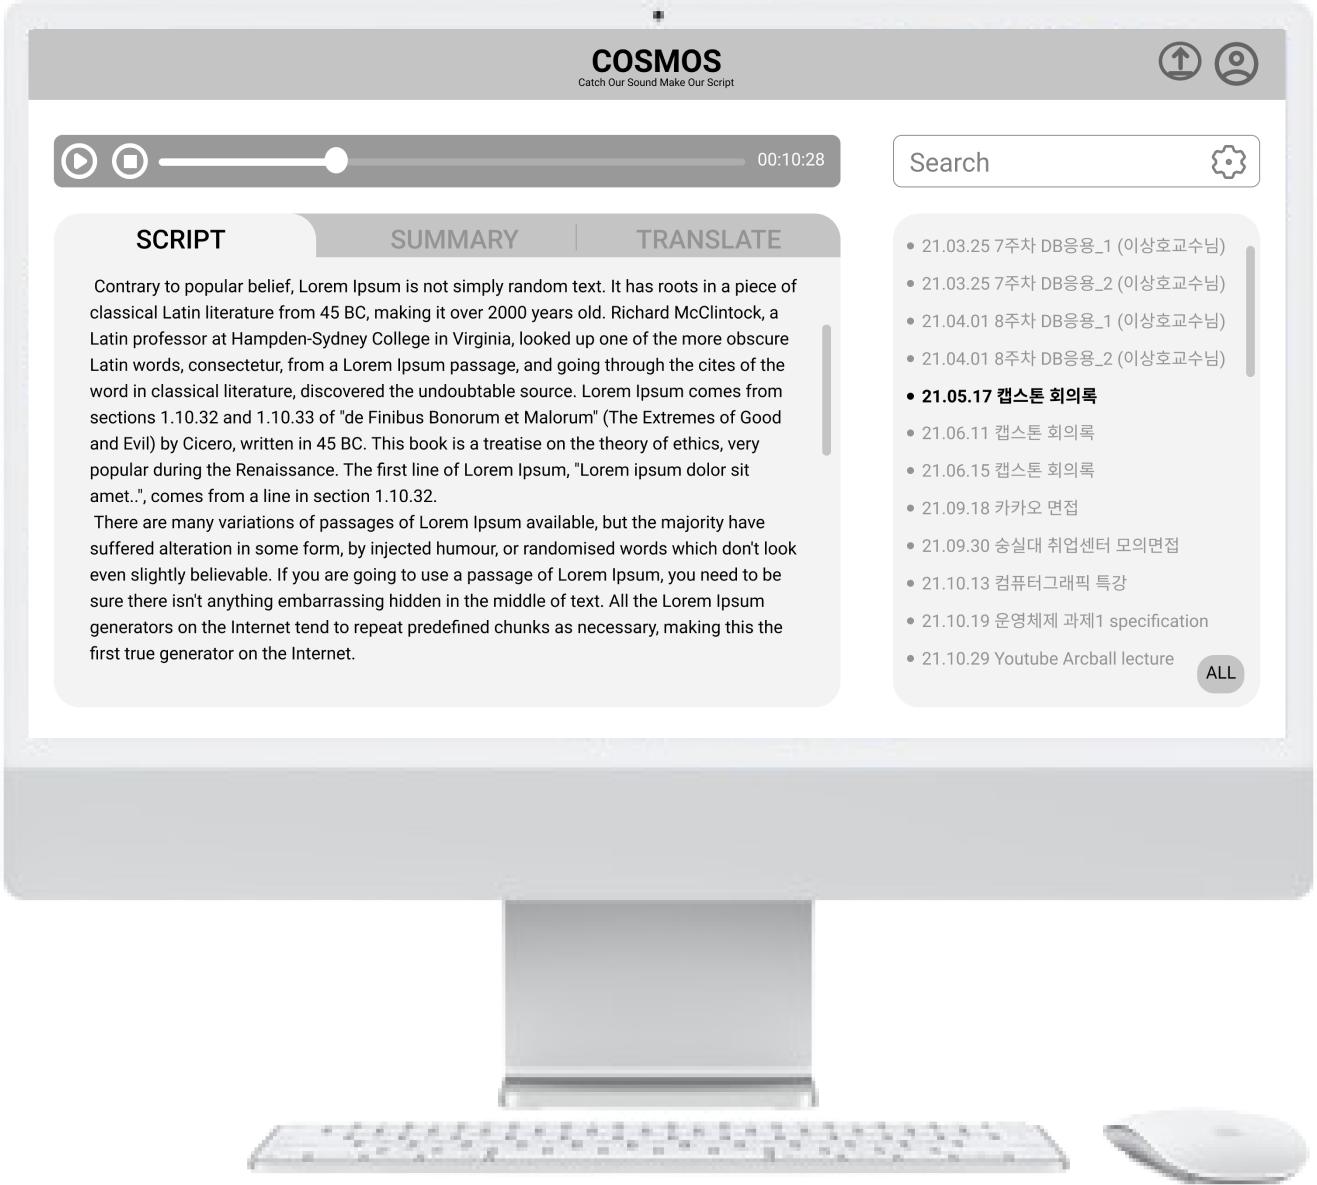 COSMOS
Catch Our Sound Make Our Script
00:10:28
Search
SCRIPT
SUMMARY
TRANSLATE
Contrary to popular belief, Lorem Ipsum is not simply random text. It has roots in a piece of
classical Latin literature from 45 BC, making it over 2000 years old. Richard McClintock, a
Latin professor at Hampden-Sydney College in Virginia, looked up one of the more obscure
Latin words, consectetur, from a Lorem Ipsum passage, and going through the cites of the
word in classical literature, discovered the undoubtable source. Lorem Ipsum comes from
sections 1.10.32 and 1.10.33 of "de Finibus Bonorum et Malorum" (The Extremes of Good
and Evil) by Cicero, written in 45 BC. This book is a treatise on the theory of ethics, very
popular during the Renaissance. The first line of Lorem Ipsum, "Lorem ipsum dolor sit
amet..", comes from a line in section 1.10.32.
There are many variations of passages of Lorem Ipsum available, but the majority have
suffered alteration in some form, by injected humour, or randomised words which don't look
even slightly believable. If you are going to use a passage of Lorem Ipsum, you need to be
sure there isn't anything embarrassing hidden in the middle of text. All the Lorem Ipsum
generators on the Internet tend to repeat predefined chunks as necessary, making this the
first true generator on the Internet.
21.03.25 7주차 DB응용_1 (이상호교수님)
21.03.25 7주차 DB응용_2 (이상호교수님)
21.04.01 8주차 DB응용_1 (이상호교수님)
21.04.01 8주차 DB응용_2 (이상호교수님)
21.05.17 캡스톤 회의록
21.06.11 캡스톤 회의록
21.06.15 캡스톤 회의록
21.09.18 카카오 면접
21.09.30 숭실대 취업센터 모의면접
21.10.13 컴퓨터그래픽 특강
21.10.19 운영체제 과제1 specification
21.10.29 Youtube Arcball lecture
ALL